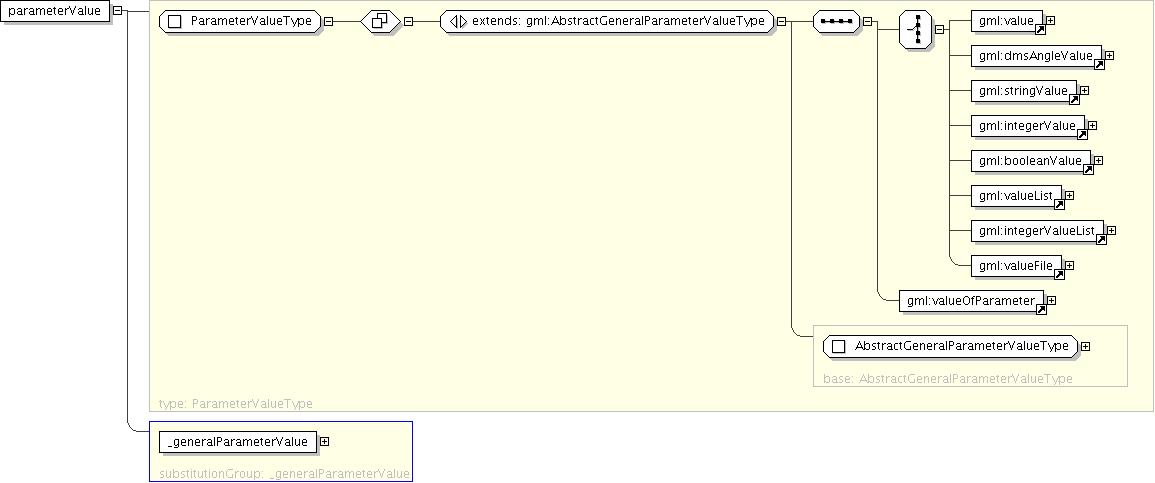 parameterValue
ParameterValueType
extends: gml:AbstractGeneralParameterValueType
gml:value
gml:dmsAngleValue
gml:stringValue
gml:integerValue
gml:booleanValue
gml:valueList
gml:integerValueList
gml:valueFile
gml:valueOfParameter
AbstractGeneralParameterValueType
base: AbstractGeneralParameterValueType
type: ParameterValueType
_generalParameterValue
substitutionGroup: _generalParameterValue